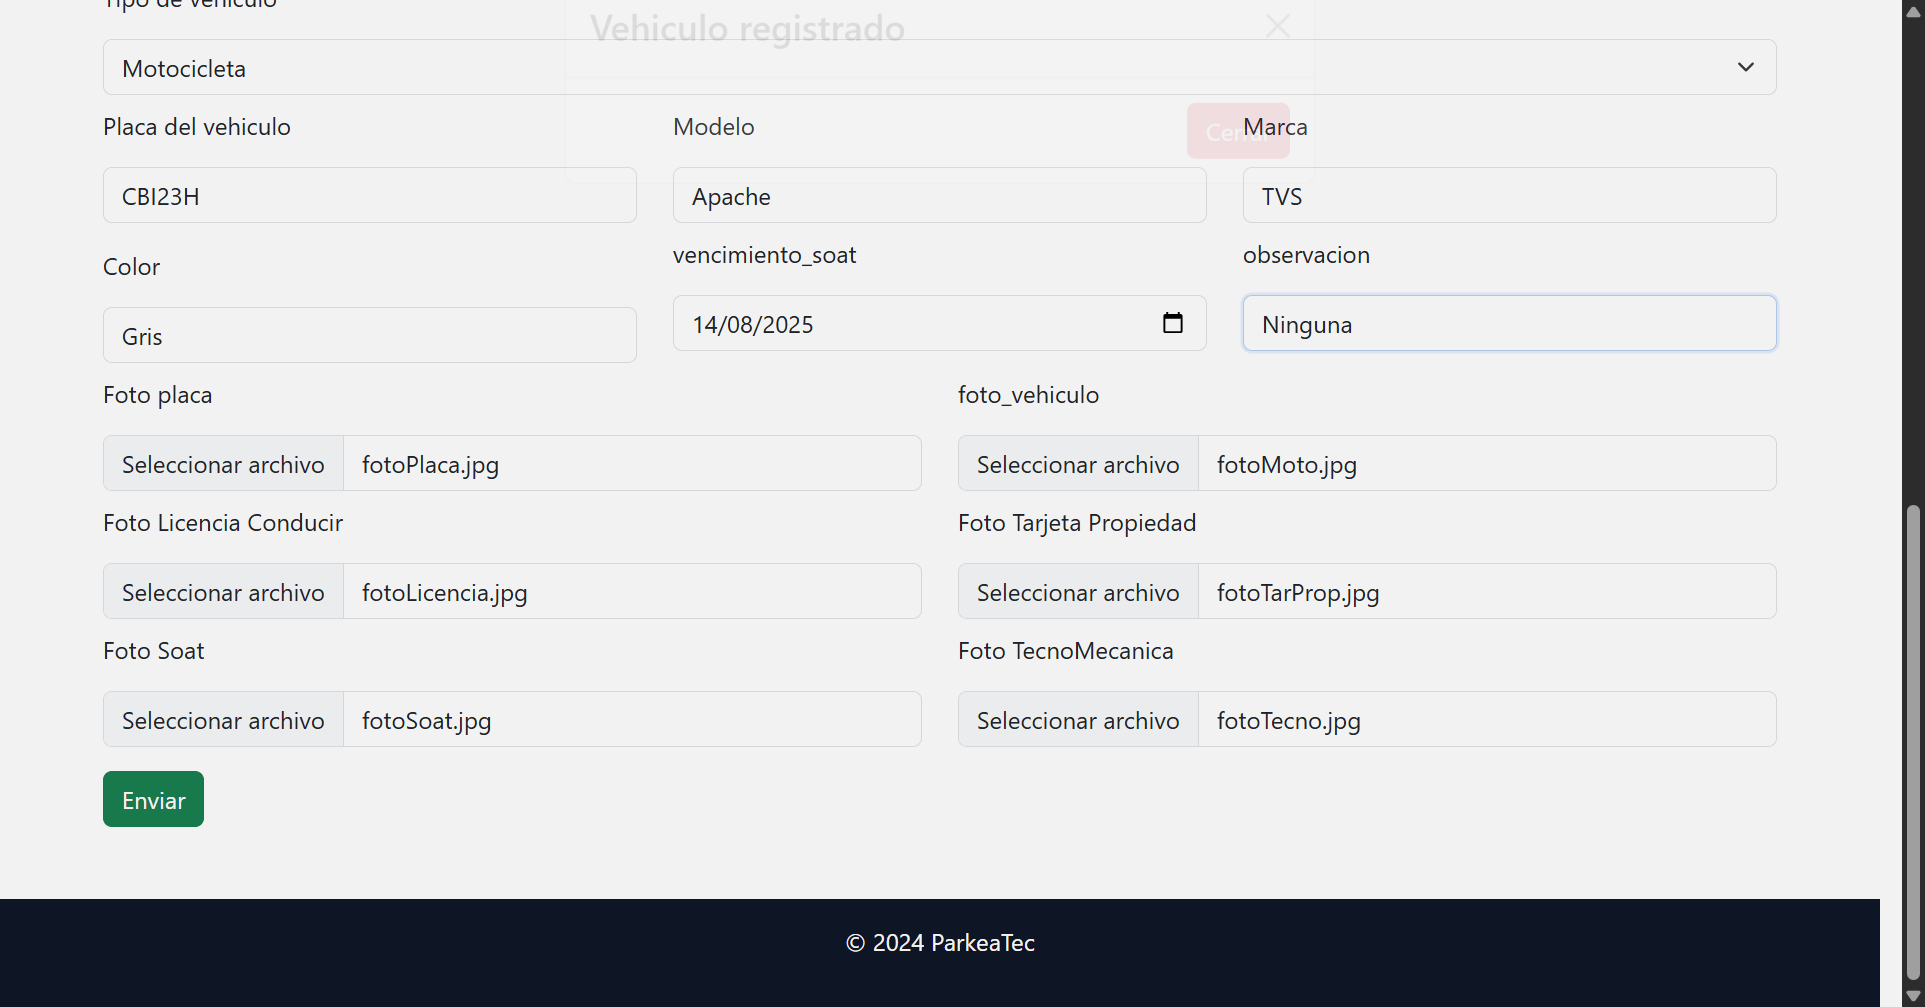 Tipo de vehiculo
Vehiculo registrado
Motocicleta
Cerrar
Placa del vehiculo
Modelo
Marca
CBI23H
Apache
TVS
Color
vencimiento_soat
observacion
Gris
14/08/2025
Ninguna
Foto placa
foto_vehiculo
Seleccionar archivo
fotoPlaca.jpg
Seleccionar archivo
fotoMoto.jpg
Foto Licencia Conducir
Foto Tarjeta Propiedad
Seleccionar archivo
fotoLicencia.jpg
Seleccionar archivo
fotoTarProp.jpg
Foto Soat
Foto TecnoMecanica
Seleccionar archivo
fotoSoat.jpg
Seleccionar archivo
fotoTecno.jpg
Enviar
© 2024 ParkeaTec